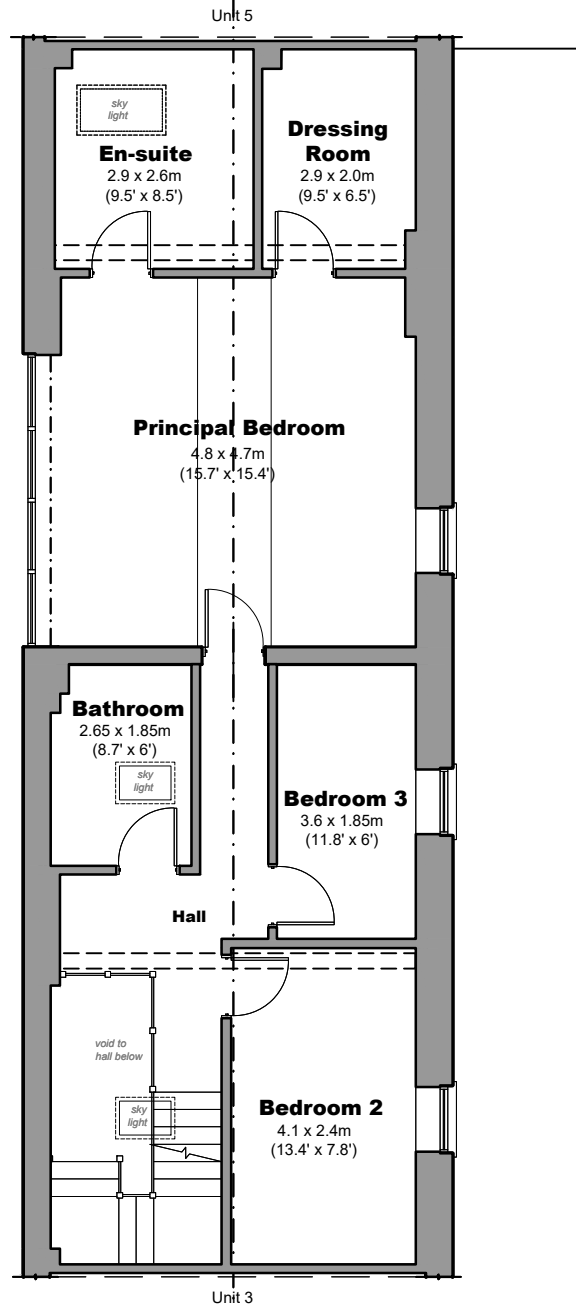 Unit 5
sky
light
En-suite
2.9 x 2.6m
(9.5' x 8.5')
Dressing
Room
2.9 x 2.0m
(9.5' x 6.5')
Principal Bedroom
4.8 x 4.7m
(15.7' x 15.4')
Bathroom
2.65 x 1.85m
(8.7' x 6')
sky
light
Bedroom 3
3.6 x 1.85m
(11.8' x 6')
Hall
void to
hall below
sky
light
Bedroom 2
4.1 x 2.4m
(13.4' x 7.8')
Unit 3